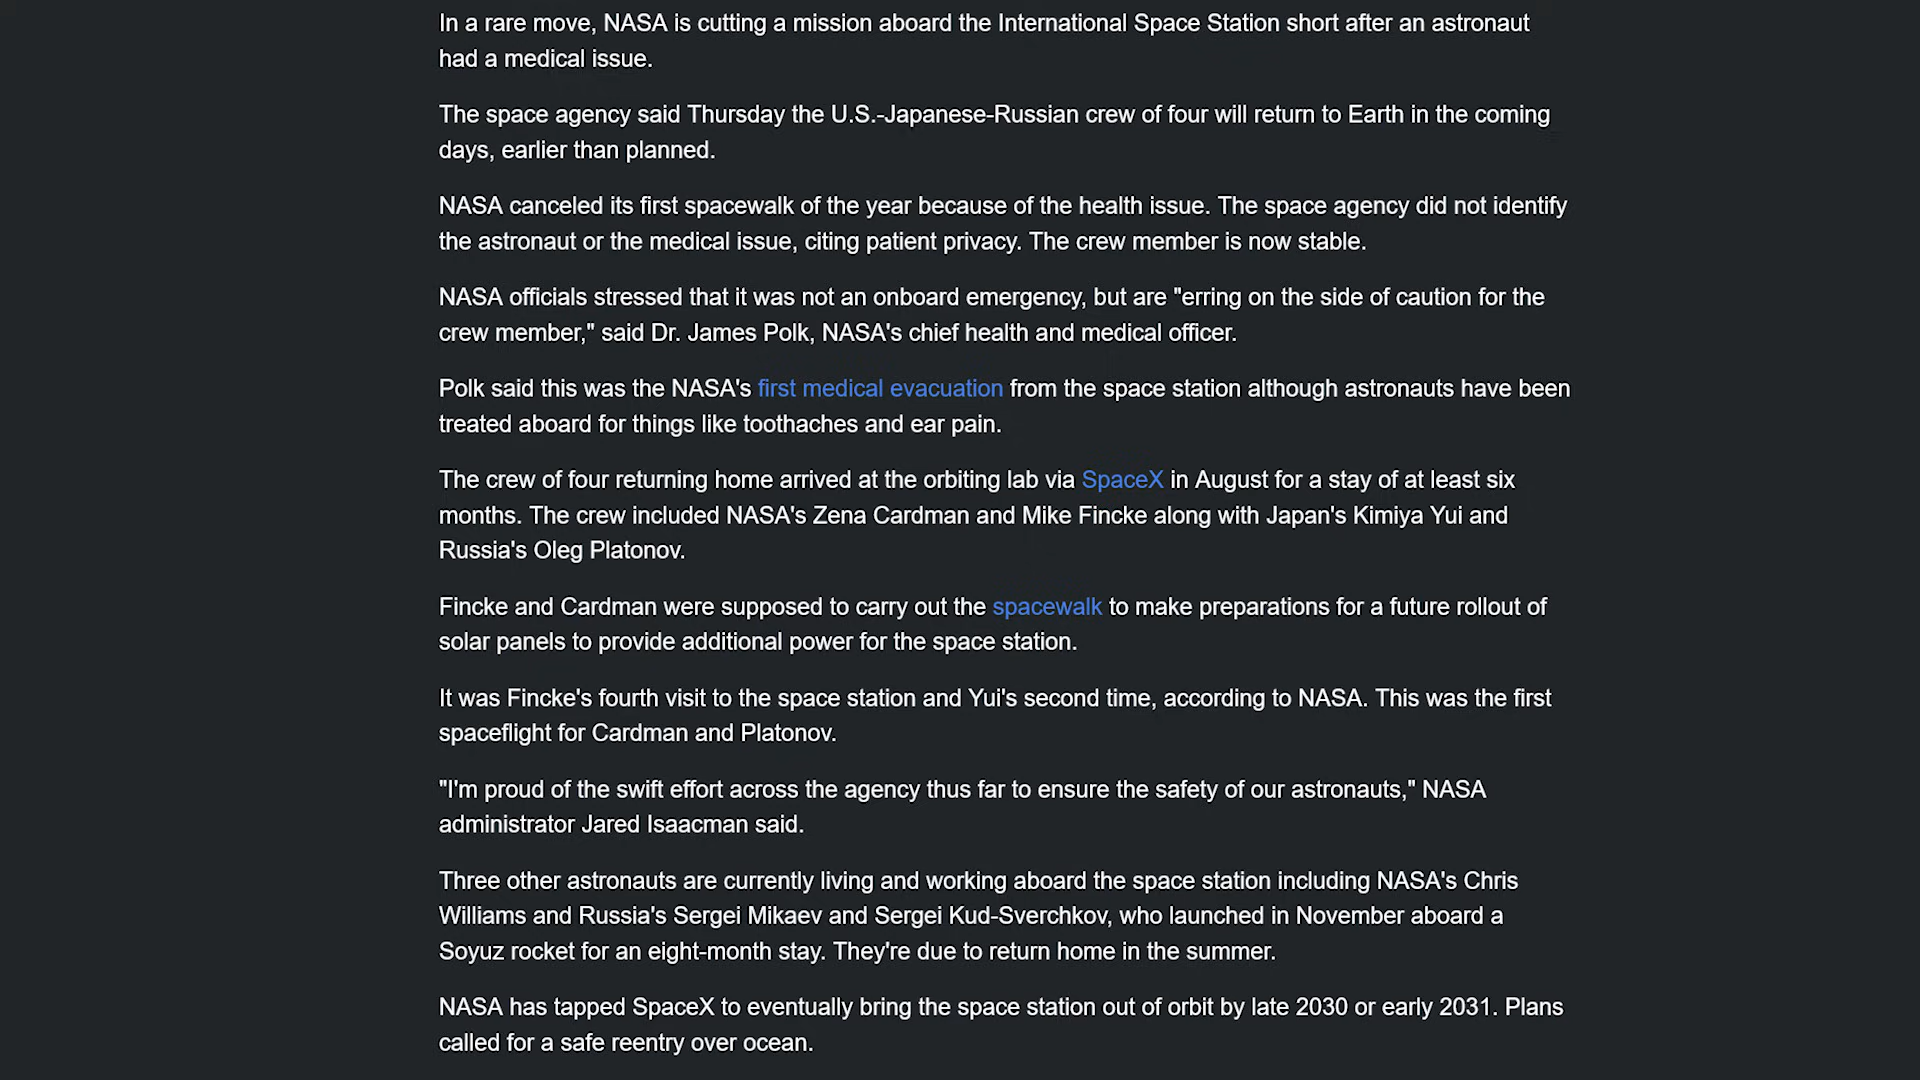 In a rare move, NASA is cutting a mission aboard the International Space Station short after an astronaut
had a medical issue.
The space agency said Thursday the U.S.-Japanese-Russian crew of four will return to Earth in the coming
days, earlier than planned.
NASA canceled its first spacewalk of the year because of the health issue. The space agency did not identify
the astronaut or the medical issue, citing patient privacy. The crew member is now stable.
NASA officials stressed that it was not an onboard emergency, but are "erring on the side of caution for the
crew member," said Dr. James Polk, NASA's chief health and medical officer.
Polk said this was the NASA's first medical evacuation from the space station although astronauts have been
treated aboard for things like toothaches and ear pain.
The crew of four returning home arrived at the orbiting lab via SpaceX in August for a stay of at least six
months. The crew included NASA's Zena Cardman and Mike Fincke along with Japan's Kimiya Yui and
Russia's Oleg Platonov.
Fincke and Cardman were supposed to carry out the spacewalk to make preparations for a future rollout of
solar panels to provide additional power for the space station.
It was Fincke's fourth visit to the space station and Yui's second time, according to NASA. This was the first
spaceflight for Cardman and Platonov.
"I'm proud of the swift effort across the agency thus far to ensure the safety of our astronauts," NASA
administrator Jared Isaacman said.
Three other astronauts are currently living and working aboard the space station including NASA's Chris
Williams and Russia's Sergei Mikaev and Sergei Kud-Sverchkov, who launched in November aboard a
Soyuz rocket for an eight-month stay. They're due to return home in the summer.
NASA has tapped SpaceX to eventually bring the space station out of orbit by late 2030 or early 2031. Plans
called for a safe reentry over ocean.